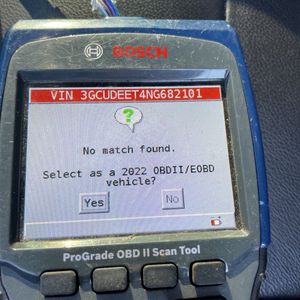 BOSCH
VIN 3GCUDEET4NG682101
?
No match found.
Select as a 2022 OBDII/EOBD
vehicle?
Yes No
ProGrade OBD II Scan Tool